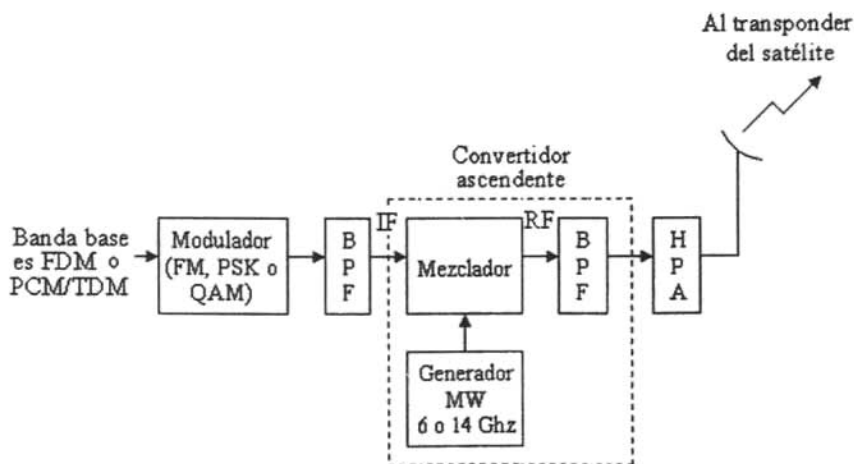 Al transponder
del satélite
Convertidor
ascendente
Banda base
es FDM o
PCM/TDM
Modulador
(FM, PSK o
QAM)
B
P
F
IF
Mezclador
RF
B
P
F
H
P
A
Generador
MW
6 o 14 Ghz